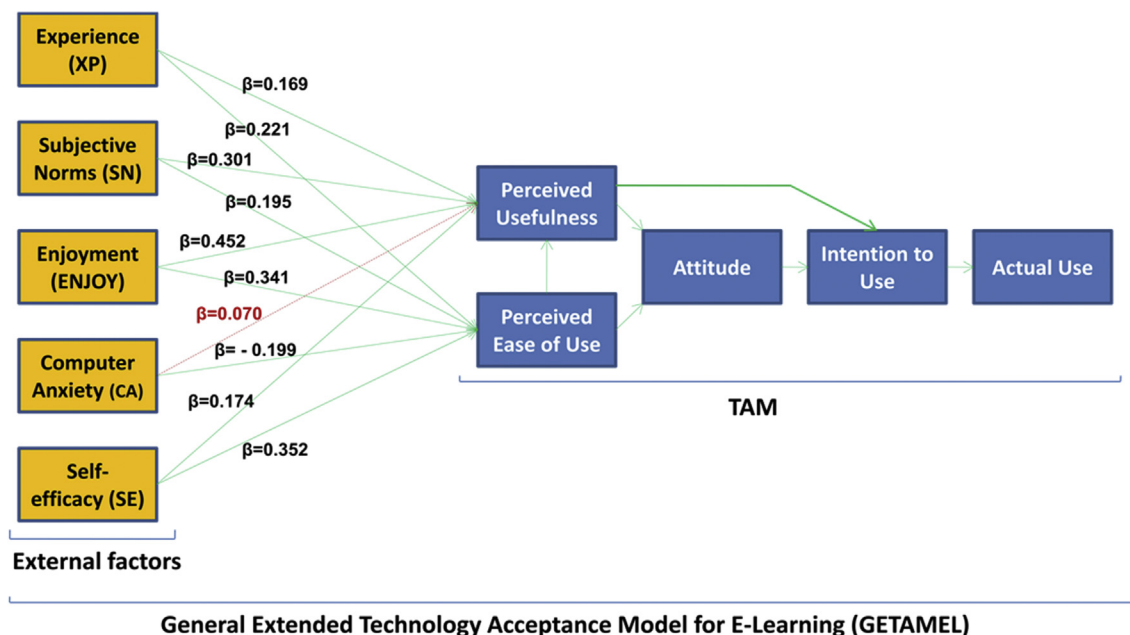 Experience
(XP)
β=0.169
β=0.221
Subjective
Norms (SN)
β=0.301
β=0.195
Perceived
Usefulness
Enjoyment
(ENJOY)
β=0.452
β=0.341
Attitude
Intention to
Use
Actual Use
β=0.070
Perceived
Ease of Use
Computer
Anxiety (CA)
β= - 0.199
β=0.174
TAM
Self-
efficacy (SE)
β=0.352
External factors
General Extended Technology Acceptance Model for E-Learning (GETAMEL)